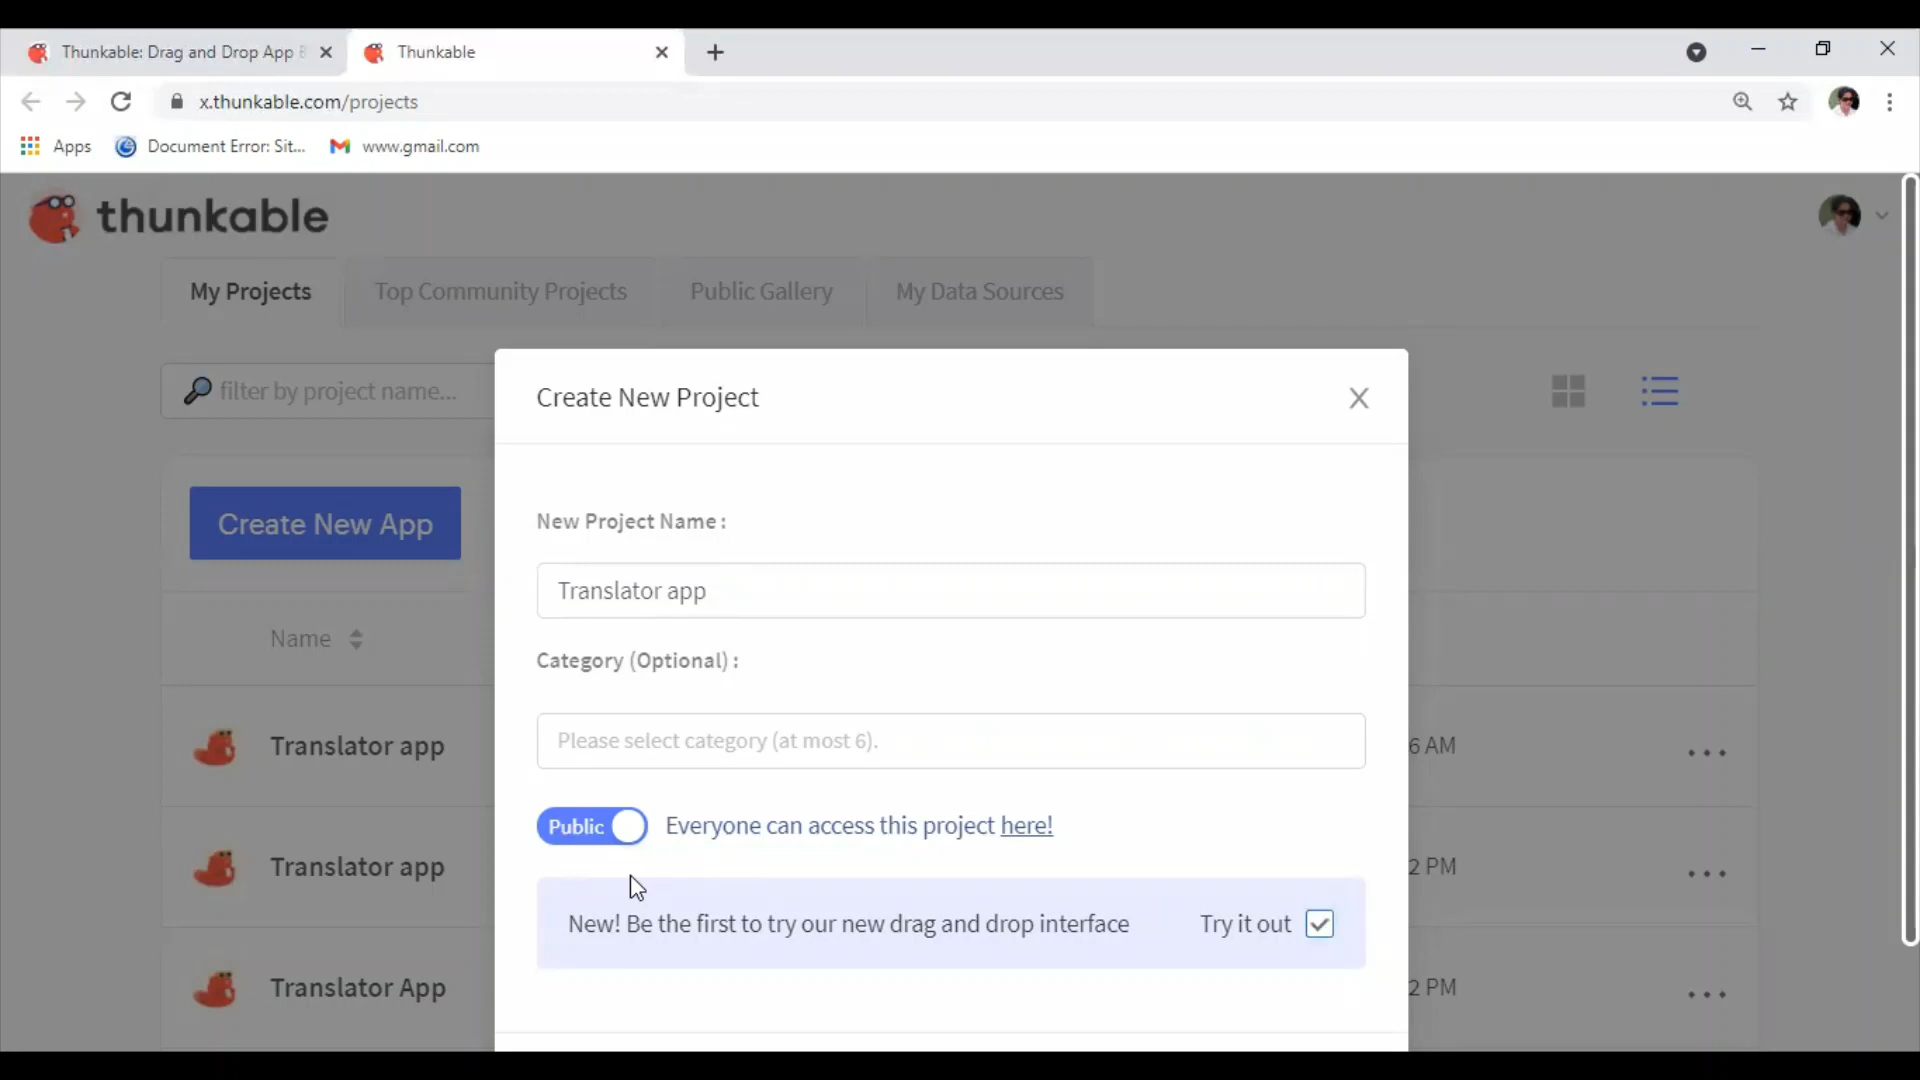 Thunkable: Drag and Drop App
Thunkable
x.thunkable.com/projects
Apps
Document Error: Sit...
www.gmail.com
thunkable
My Projects
Top Community Projects
Public Gallery
My Data Sources
filter by project name...
Create New Project
Create New App
New Project Name :
Translator app
Category (Optional) :
Please select category (at most 6).
Name
Translator app
6 AM
Public
Everyone can access this project here!
Translator app
2 PM
New! Be the first to try our new drag and drop interface
Try it out
Translator App
2 PM